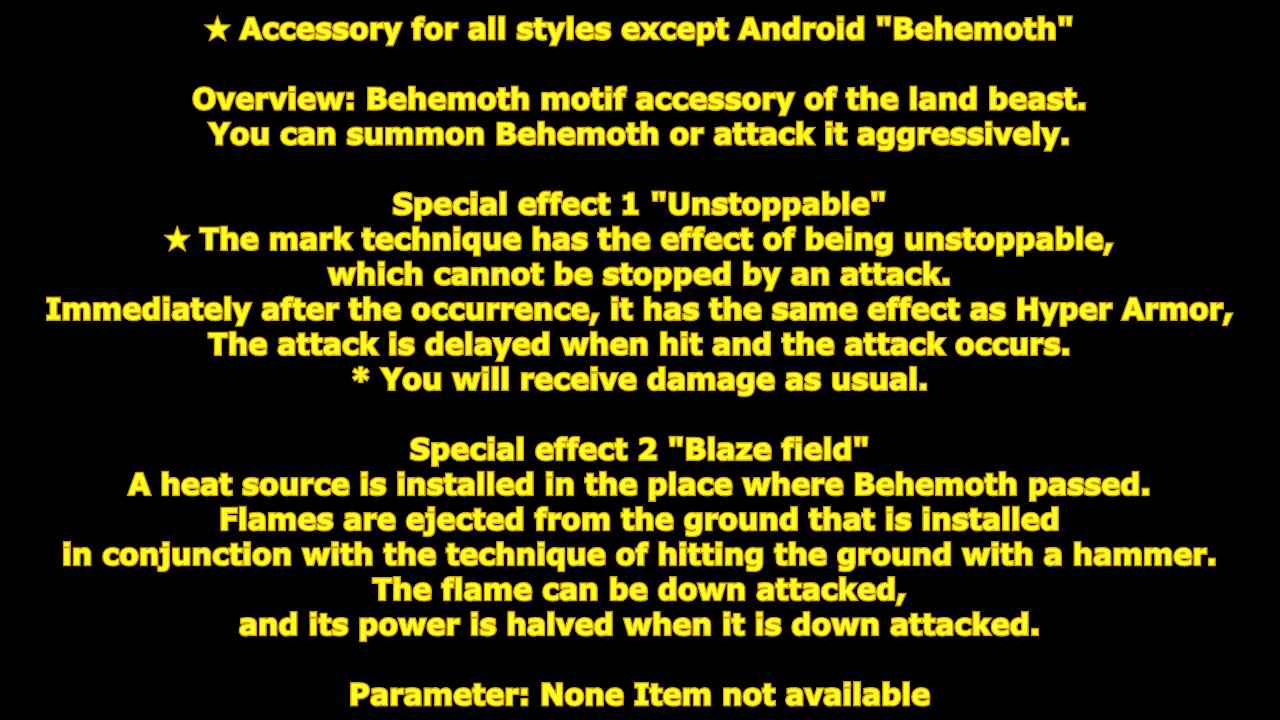 ★ Accessory for all styles except Android "Behemoth"
Overview: Behemoth motif accessory of the land beast.
You can summon Behemoth or attack it aggressively.
Special effect 1 "Unstoppable"
★ The mark technique has the effect of being unstoppable,
which cannot be stopped by an attack.
Immediately after the occurrence, it has the same effect as Hyper Armor,
The attack is delayed when hit and the attack occurs.
* You will receive damage as usual.
Special effect 2 "Blaze field"
A heat source is installed in the place where Behemoth passed.
Flames are ejected from the ground that is installed
in conjunction with the technique of hitting the ground with a hammer.
The flame can be down attacked,
and its power is halved when it is down attacked.
Parameter: None Item not available